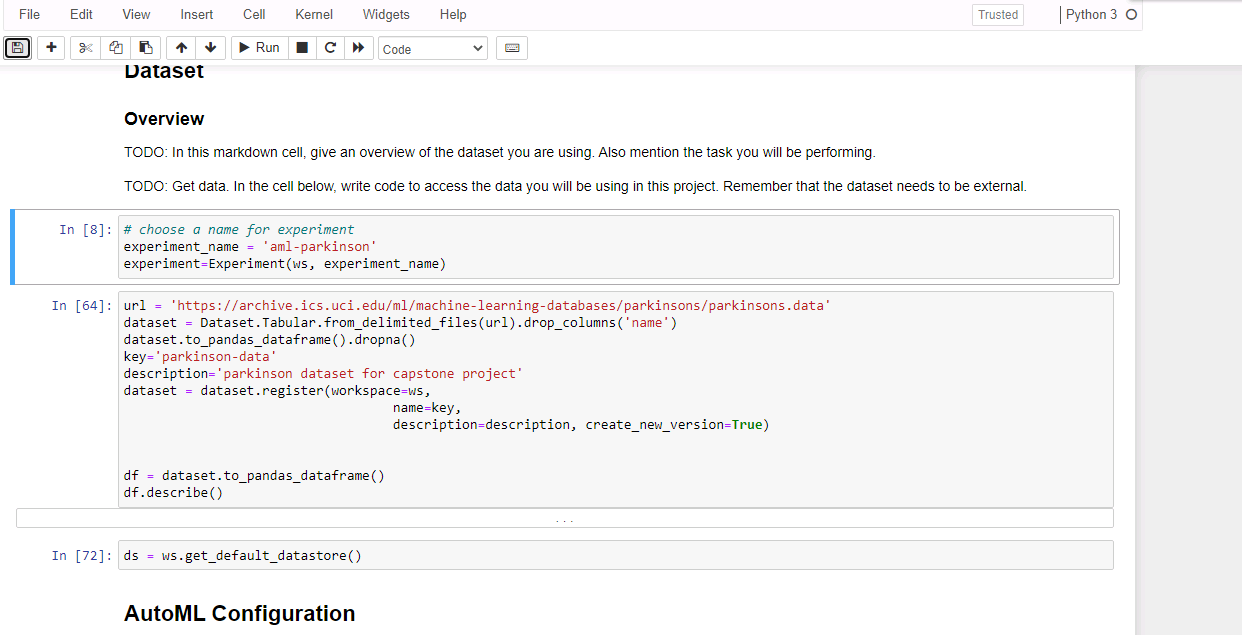 File Edit View Insert Cell Kernel Widgets Help Trusted Python 3
Run Code
Dataset
Overview
TODO: In this markdown cell, give an overview of the dataset you are using. Also mention the task you will be performing.
TODO: Get data. In the cell below, write code to access the data you will be using in this project. Remember that the dataset needs to be external.
In [8]: # choose a name for experiment
experiment_name = 'aml-parkinson'
experiment=Experiment(ws, experiment_name)
In [64]: url = 'https://archive.ics.uci.edu/ml/machine-learning-databases/parkinsons/parkinsons.data'
dataset = Dataset.Tabular.from_delimited_files(url).drop_columns('name')
dataset.to_pandas_dataframe().dropna()
key='parkinson-data'
description='parkinson dataset for capstone project'
dataset = dataset.register(workspace=ws,
name=key,
description=description, create_new_version=True)
df = dataset.to_pandas_dataframe()
df.describe()
...
In [72]: ds = ws.get_default_datastore()
AutoML Configuration